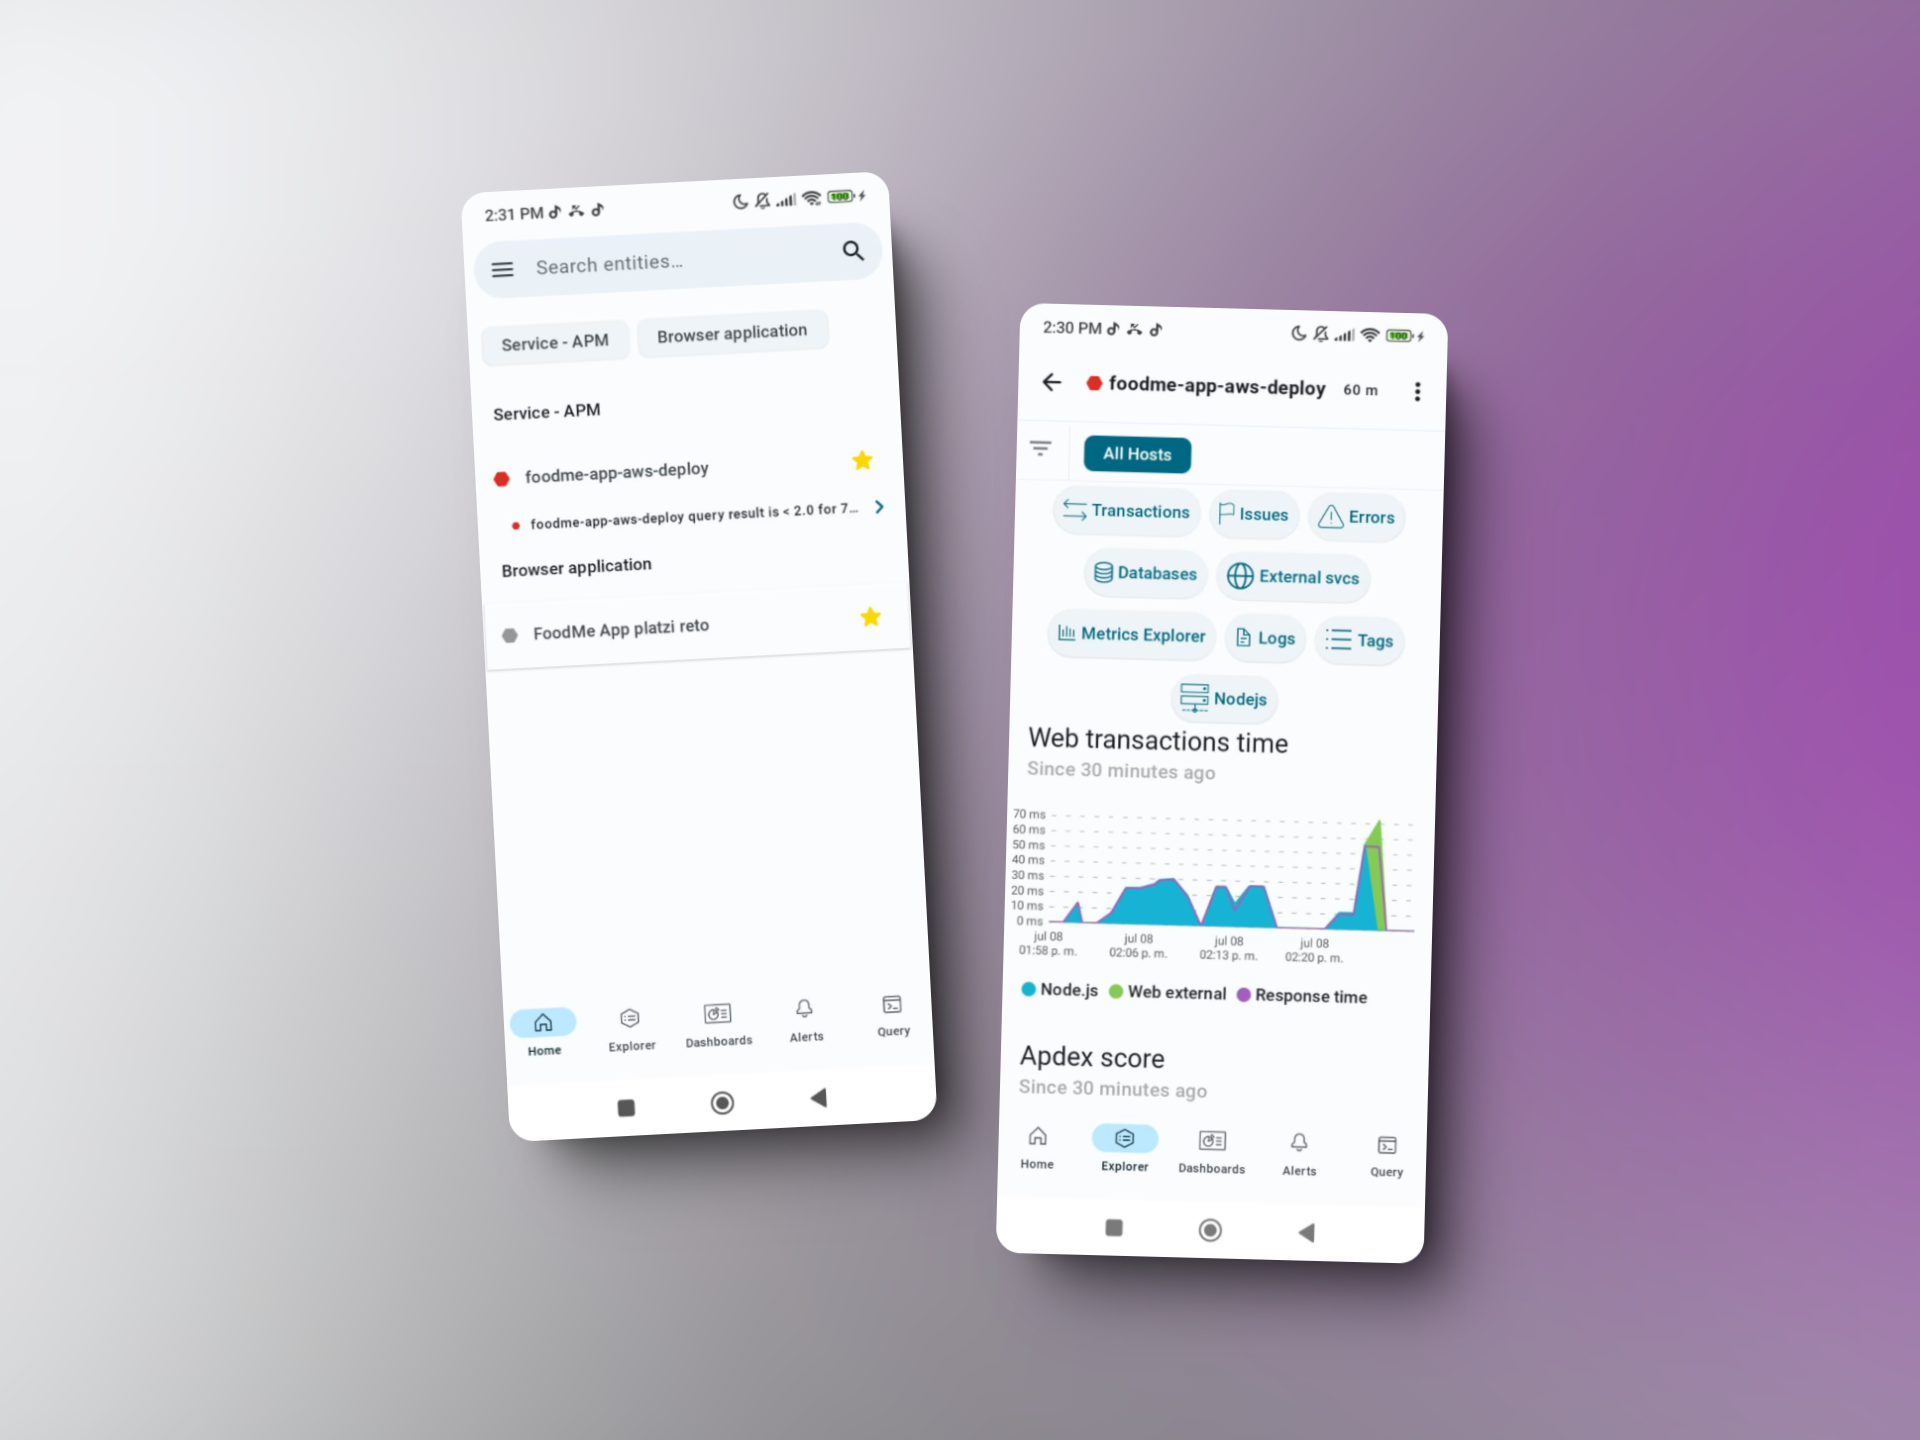 2:31 PM
100
Search entities...
Service - APM
Browser application
Service - APM
foodme-app-aws-deploy
foodme-app-aws-deploy query result is < 2.0 for 7...
Browser application
FoodMe App platzi reto
Home
Explorer
Dashboards
Alerts
Query
2:30 PM
100
foodme-app-aws-deploy 60 m
All Hosts
Transactions
Issues
Errors
Databases
External svcs
Metrics Explorer
Logs
Tags
Nodejs
Web transactions time
Since 30 minutes ago
70 ms
60 ms
50 ms
40 ms
30 ms
20 ms
10 ms
0 ms
jul 08
01:58 p. m.
jul 08
02:06 p. m.
jul 08
02:13 p. m.
jul 08
02:20 p. m.
Node.js
Web external
Response time
Apdex score
Since 30 minutes ago
Home
Explorer
Dashboards
Alerts
Query